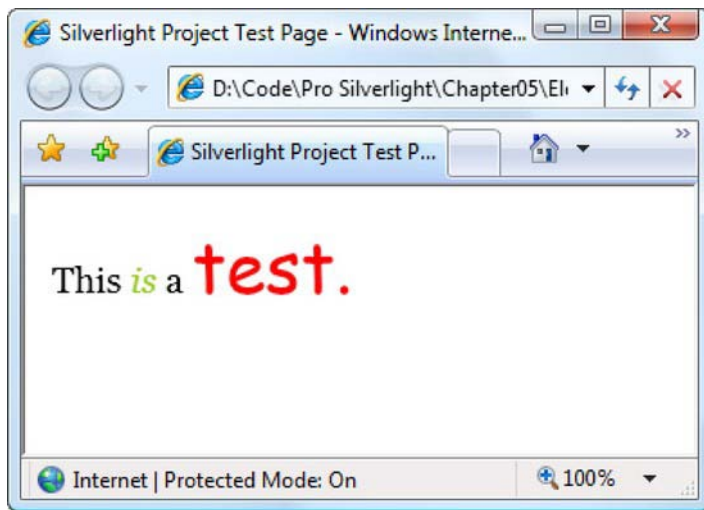 Silverlight Project Test Page - Windows Interne...
D:\Code\Pro Silverlight\Chapter05\Ele
Silverlight Project Test P...
This is a test.
Internet | Protected Mode: On
100%